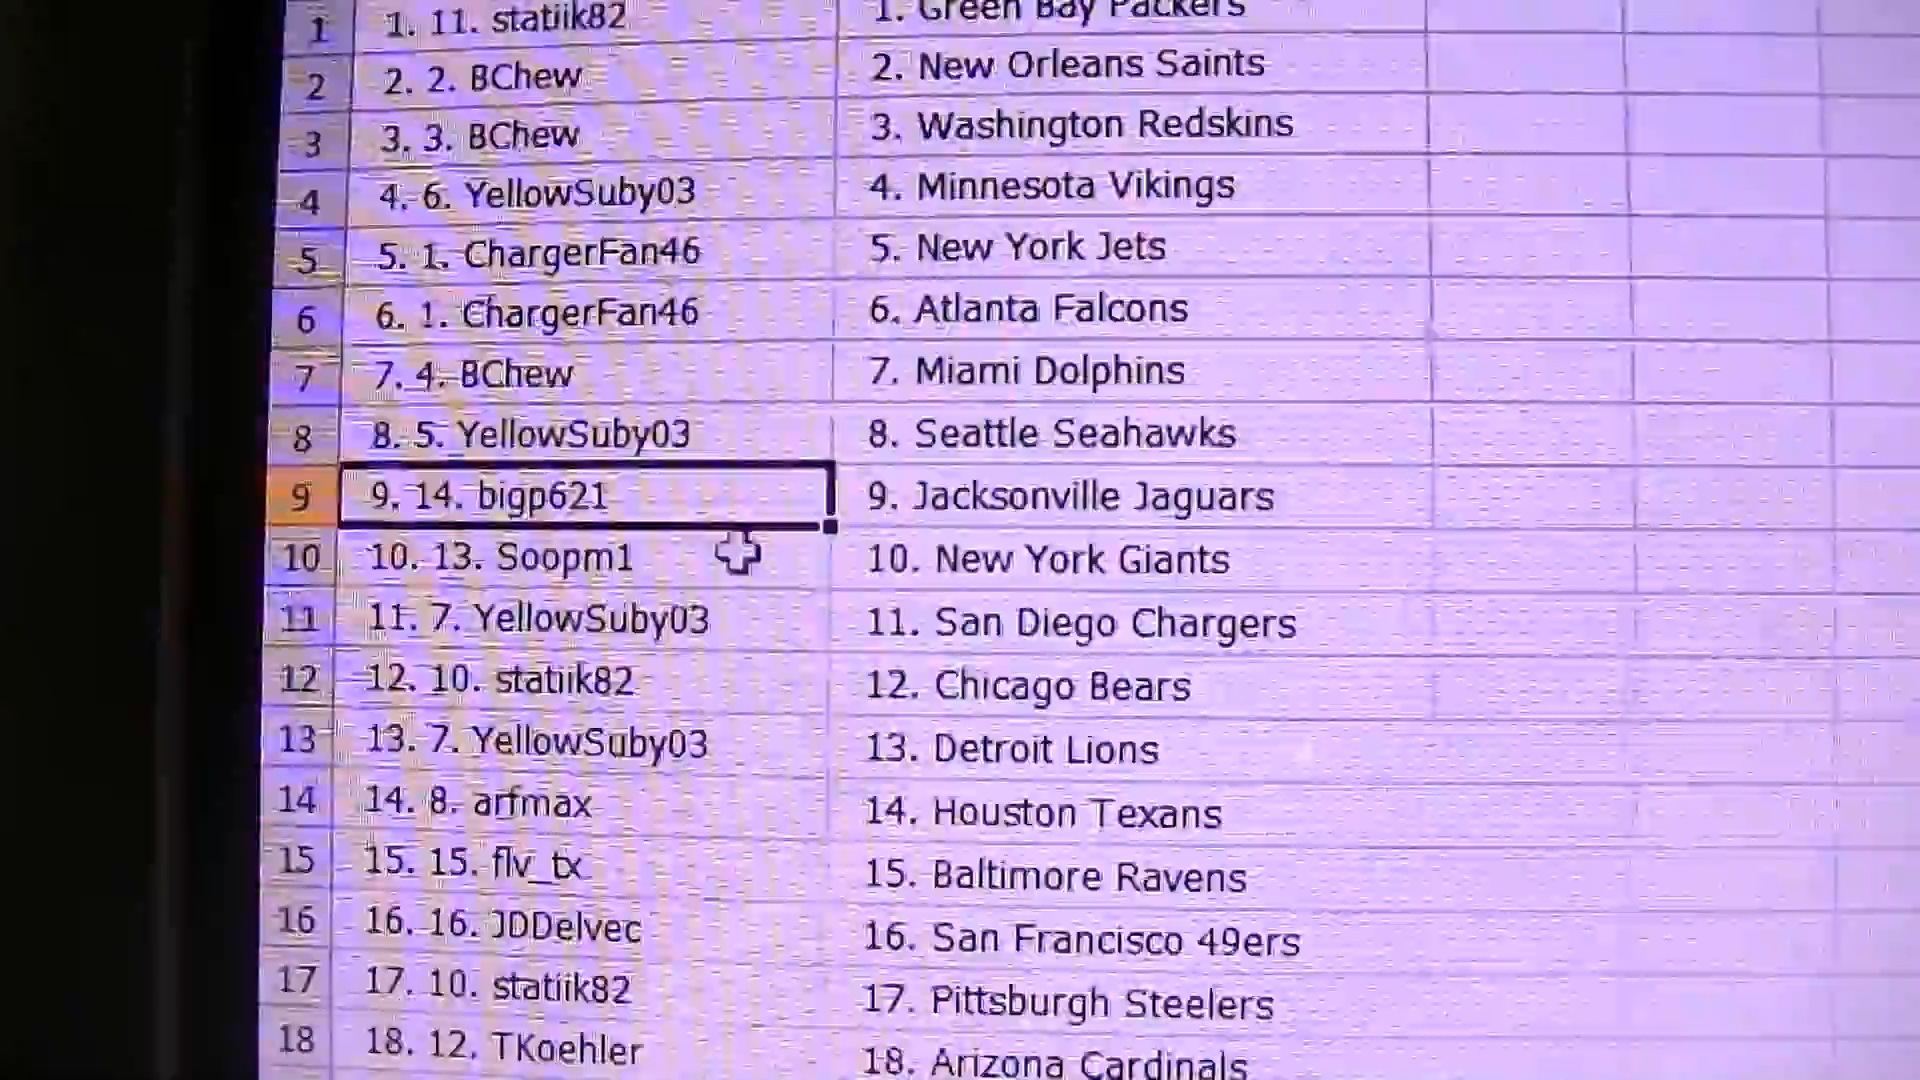 1 1. 11. statiik82 1. Green Bay Packers
2 2. 2. BChew 2. New Orleans Saints
3 3. 3. BChew 3. Washington Redskins
4 4. 6. YellowSuby03 4. Minnesota Vikings
5 5. 1. ChargerFan46 5. New York Jets
6 6. 1. ChargerFan46 6. Atlanta Falcons
7 7. 4. BChew 7. Miami Dolphins
8 8. 5. YellowSuby03 8. Seattle Seahawks
9 9. 14. bigp621 9. Jacksonville Jaguars
10 10. 13. Soopm1 10. New York Giants
11 11. 7. YellowSuby03 11. San Diego Chargers
12 12. 10. statiik82 12. Chicago Bears
13 13. 7. YellowSuby03 13. Detroit Lions
14 14. 8. arfmax 14. Houston Texans
15 15. 15. flv_tx 15. Baltimore Ravens
16 16. 16. JDDelvec 16. San Francisco 49ers
17 17. 10. statiik82 17. Pittsburgh Steelers
18 18. 12. TKoehler 18. Arizona Cardinals